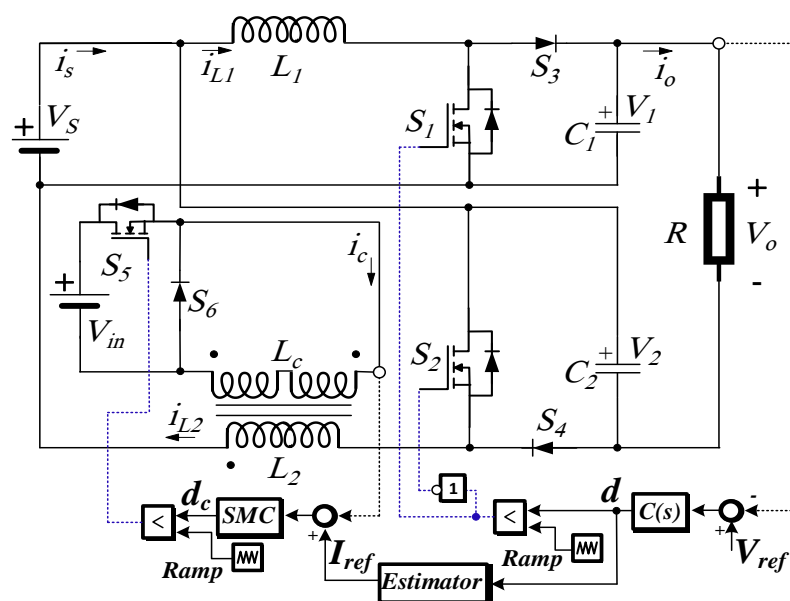 i_s
i_L1
L_1
S_3
i_o
+
V_S
S_1
C_1
+
V_1
S_5
S_6
i_c
R
+
V_o
-
+
V_in
L_c
S_2
C_2
+
V_2
i_L2
L_2
S_4
1
d_c
<
SMC
+
I_ref
<
d
C(s)
-
+
V_ref
Ramp
Ramp
Estimator